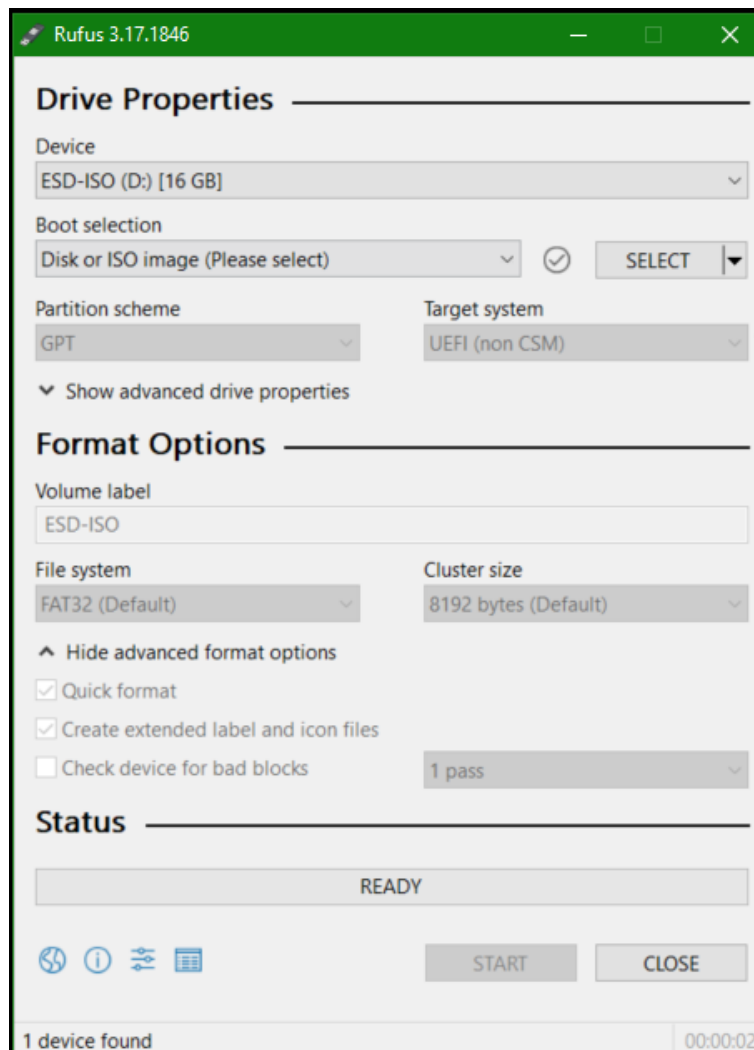 Rufus 3.17.1846
Drive Properties
Device
ESD-ISO (D:) [16 GB]
Boot selection
Disk or ISO image (Please select)
SELECT
Partition scheme
Target system
GPT
UEFI (non CSM)
Show advanced drive properties
Format Options
Volume label
ESD-ISO
File system
Cluster size
FAT32 (Default)
8192 bytes (Default)
Hide advanced format options
Quick format
Create extended label and icon files
Check device for bad blocks
1 pass
Status
READY
START
CLOSE
1 device found
00:00:02